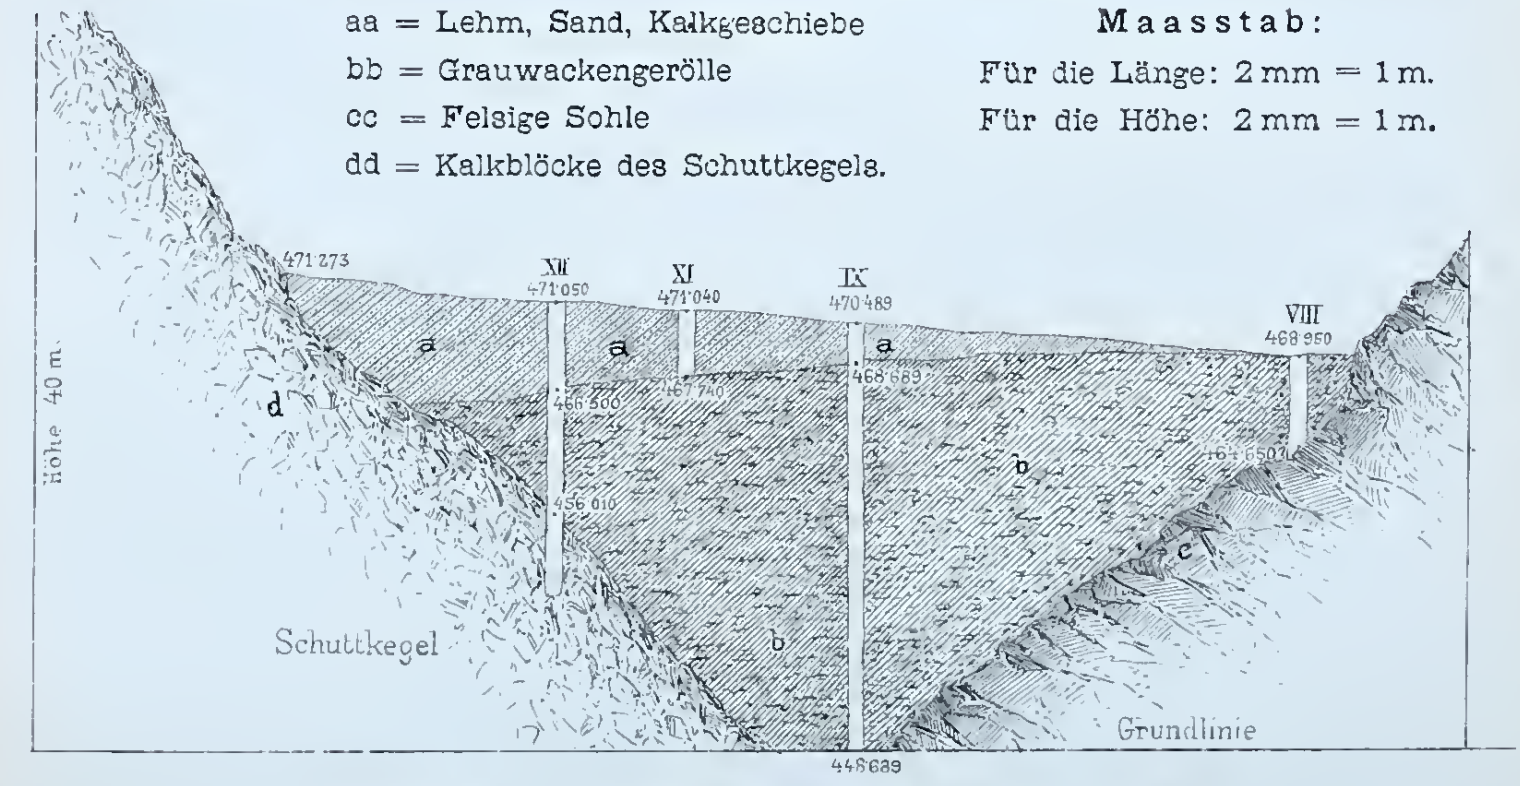 aa = Lehm, Sand, Kalkgeschiebe
bb = Grauwackengerölle
cc = Felsige Sohle
dd = Kalkblöcke des Schuttkegels.
Maasstab:
Für die Länge: 2 mm = 1 m.
Für die Höhe: 2 mm = 1 m.
471·273
XII
471·050
XI
471·040
IX
470·489
VIII
468·950
a
a
a
Höhe 40 m.
d
466·500
467·740
468·689
b
456·010
c
Schuttkegel
b
Grundlinie
448·689